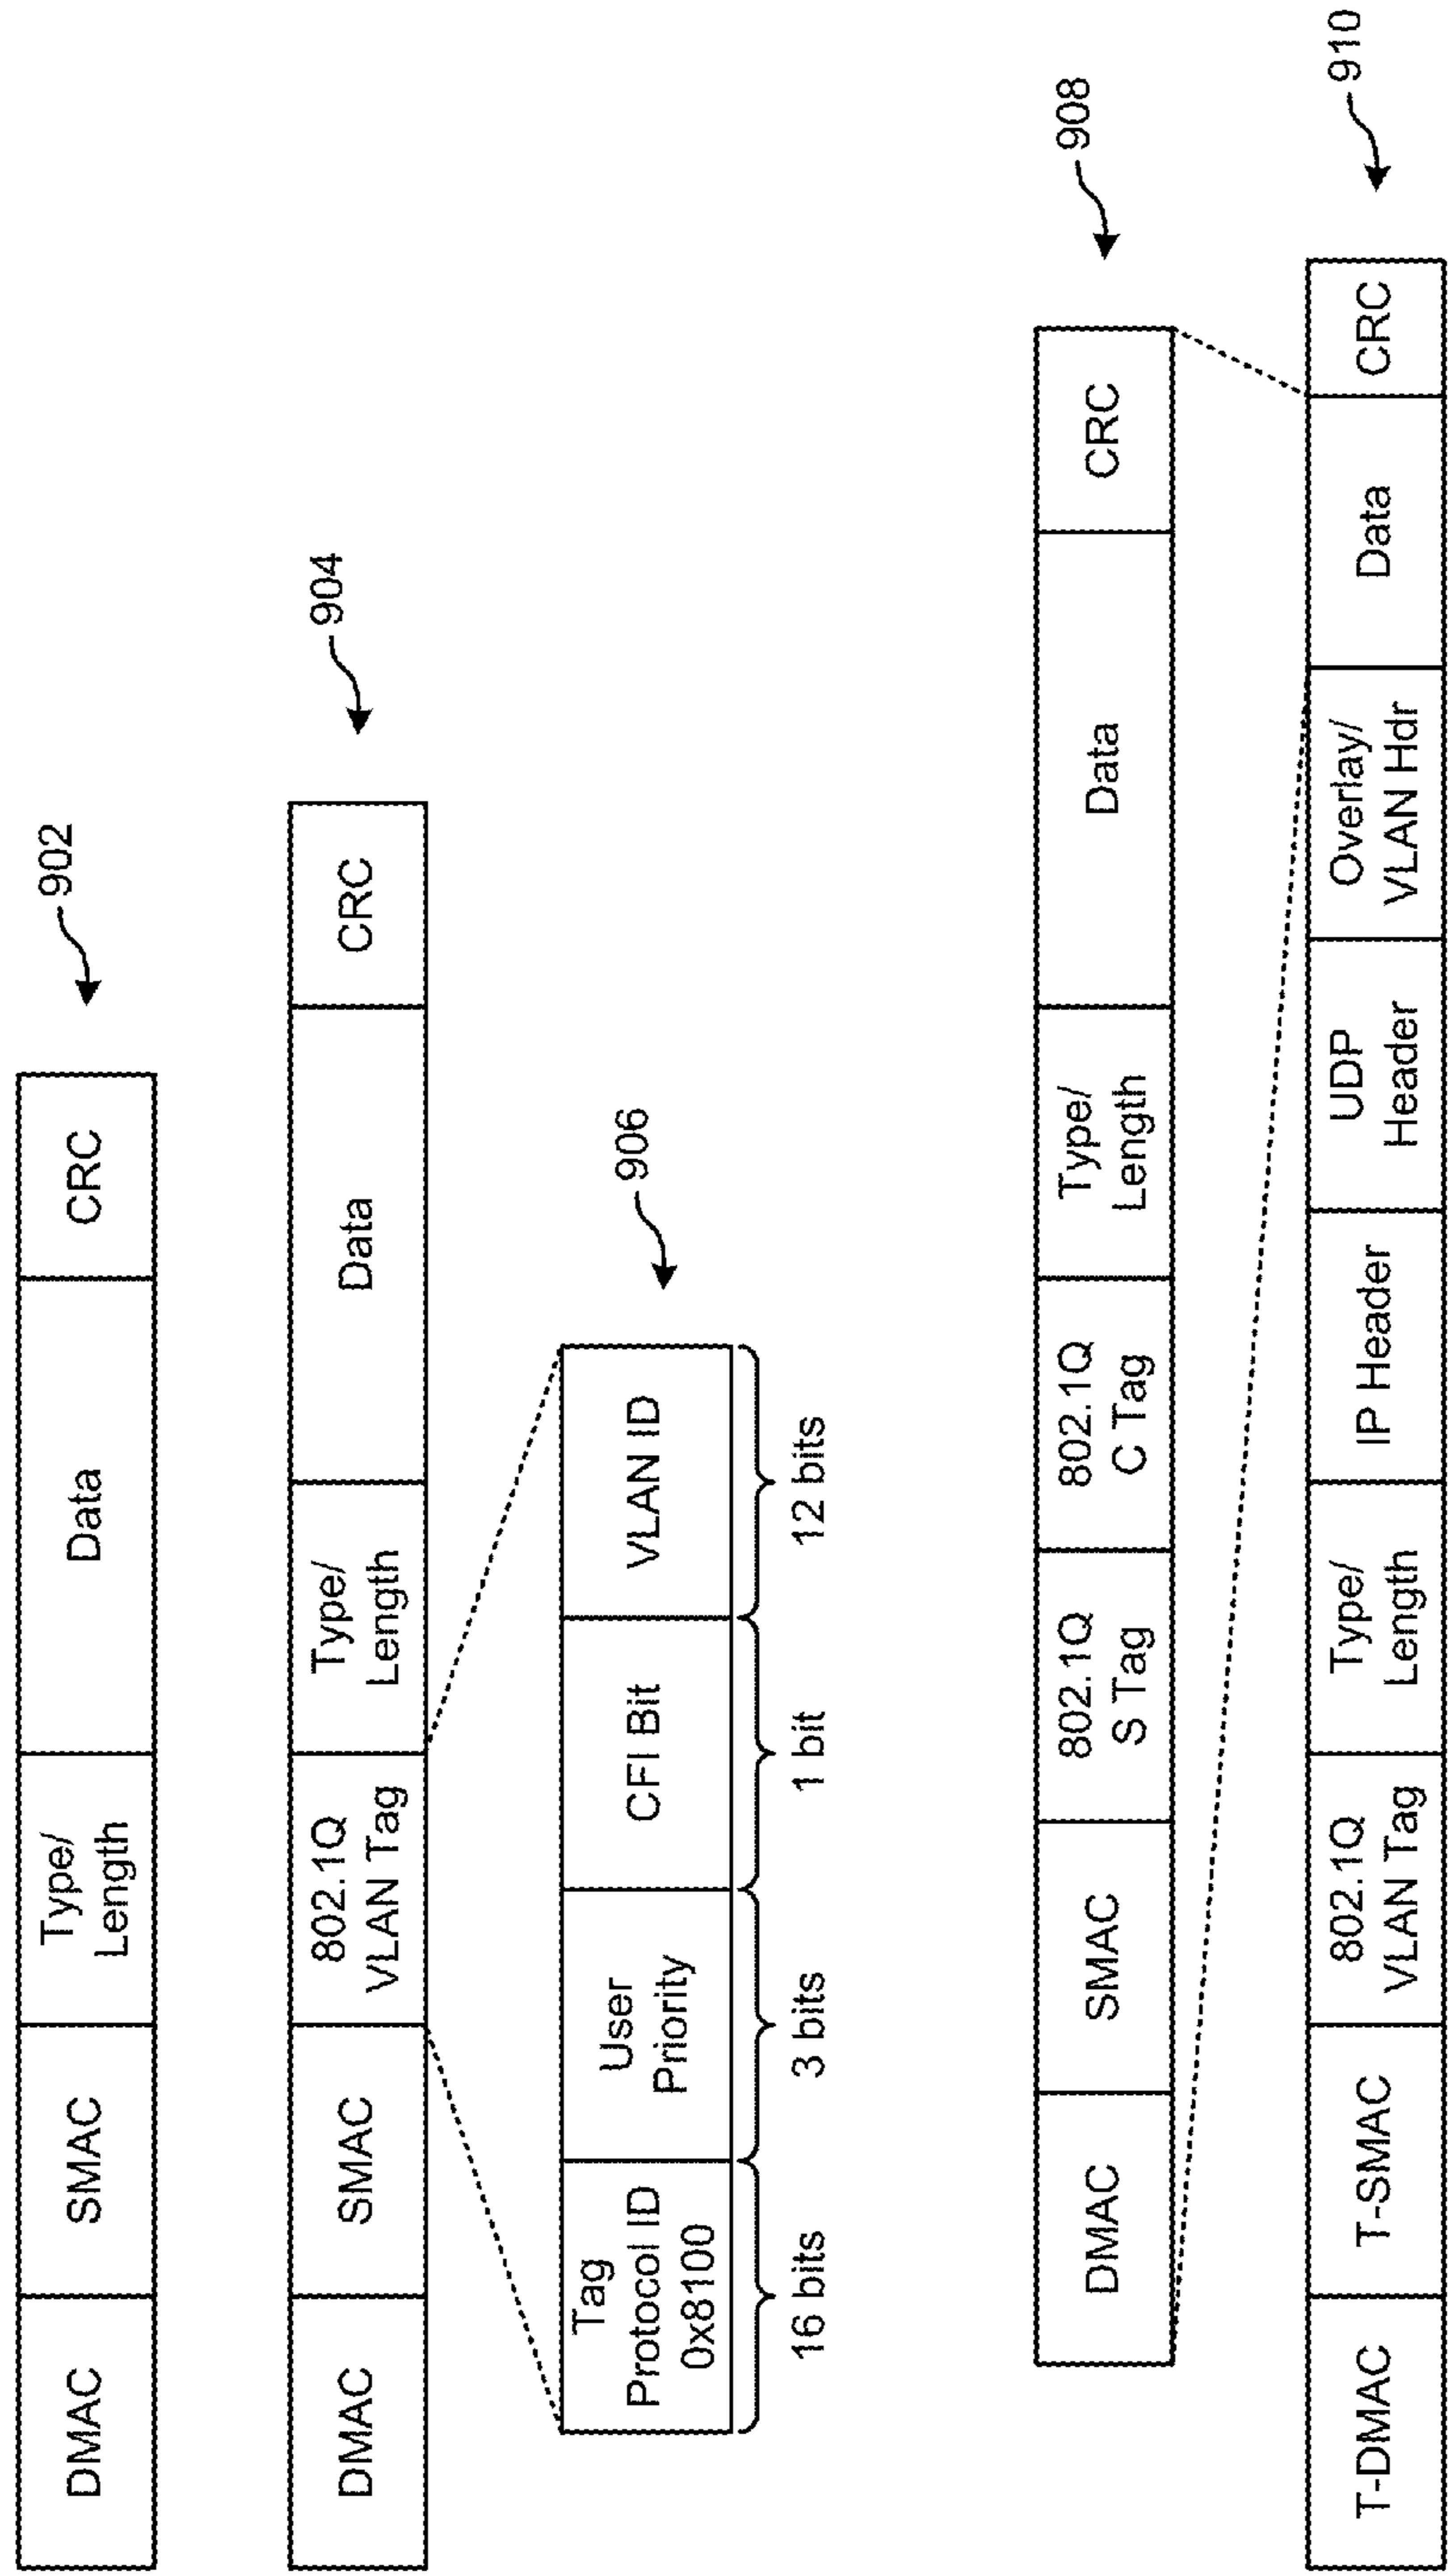 DMAC
SMAC
Type/
Length
Data
CRC
902
DMAC
SMAC
802.1Q
VLAN Tag
Type/
Length
Data
CRC
904
Tag
Protocol ID
0x8100
User
Priority
CFI Bit
VLAN ID
906
16 bits
3 bits
1 bit
12 bits
DMAC
SMAC
802.1Q
S Tag
802.1Q
C Tag
Type/
Length
Data
CRC
908
T-DMAC
T-SMAC
802.1Q
VLAN Tag
Type/
Length
IP Header
UDP
Header
Overlay/
VLAN Hdr
Data
CRC
910